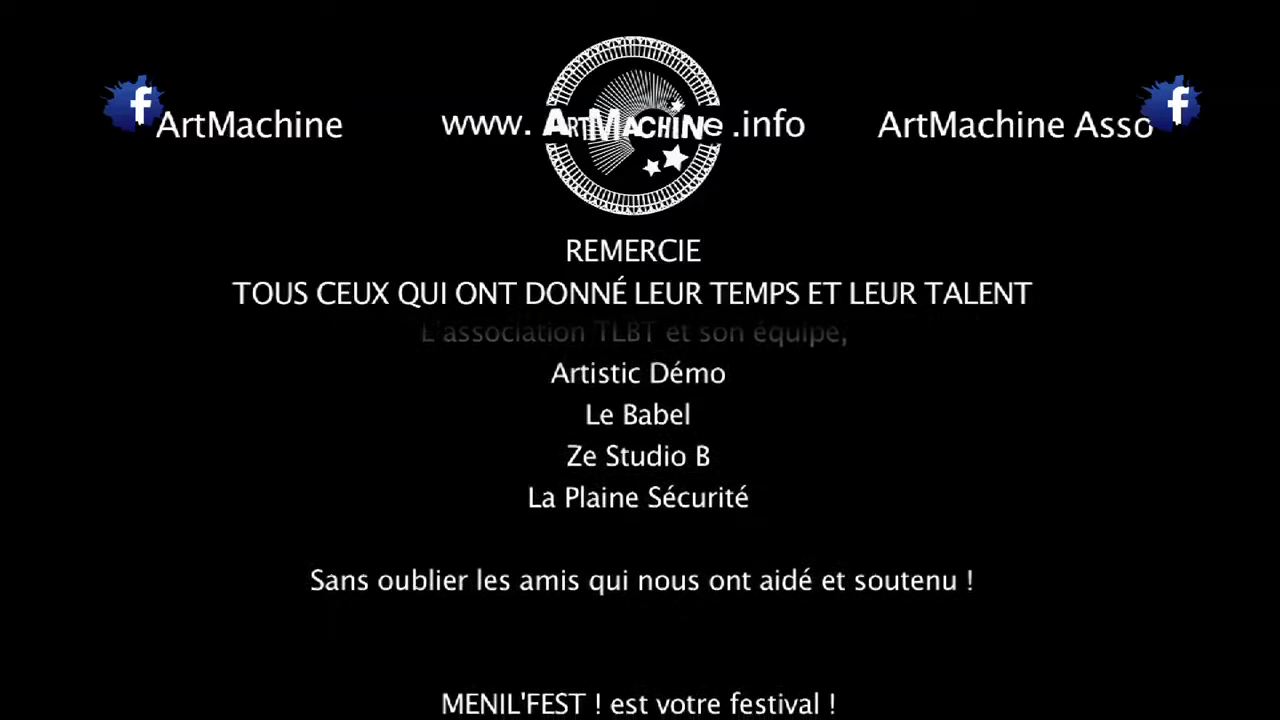 f ArtMachine www. ARTMACHINE .info ArtMachine Asso f
REMERCIE
TOUS CEUX QUI ONT DONNÉ LEUR TEMPS ET LEUR TALENT
L'association TLBT et son équipe,
Artistic Démo
Le Babel
Ze Studio B
La Plaine Sécurité
Sans oublier les amis qui nous ont aidé et soutenu !
MENIL'FEST ! est votre festival !